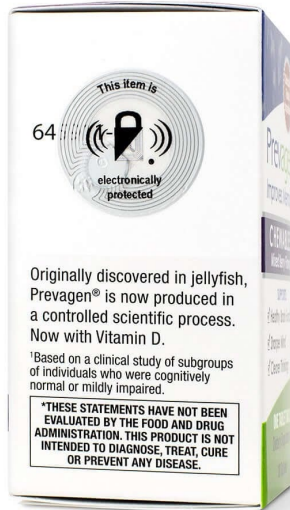 This item is
64
electronically
protected
Originally discovered in jellyfish,
Prevagen® is now produced in
a controlled scientific process.
Now with Vitamin D.
¹Based on a clinical study of subgroups
of individuals who were cognitively
normal or mildly impaired.
*THESE STATEMENTS HAVE NOT BEEN
EVALUATED BY THE FOOD AND DRUG
ADMINISTRATION. THIS PRODUCT IS NOT
INTENDED TO DIAGNOSE, TREAT, CURE
OR PREVENT ANY DISEASE.